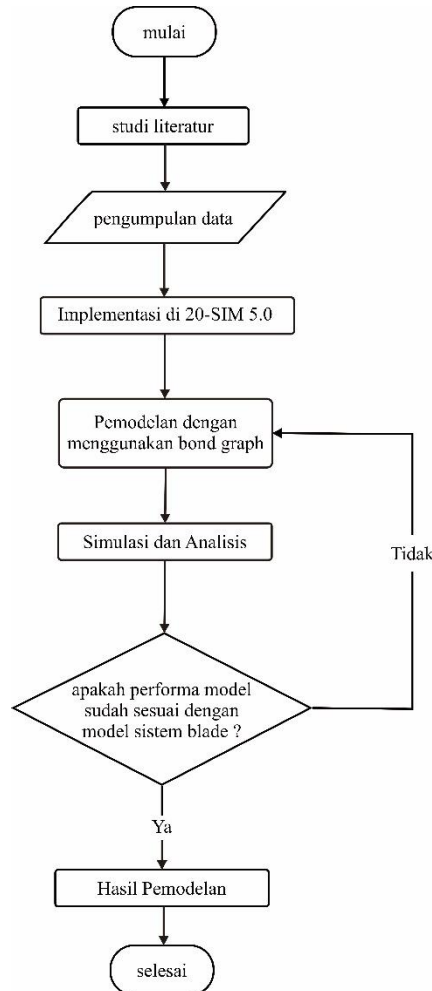 mulai
studi literatur
pengumpulan data
Implementasi di 20-SIM 5.0
Pemodelan dengan
menggunakan bond graph
Simulasi dan Analisis
Tidak
apakah performa model
sudah sesuai dengan
model sistem blade ?
Ya
Hasil Pemodelan
selesai